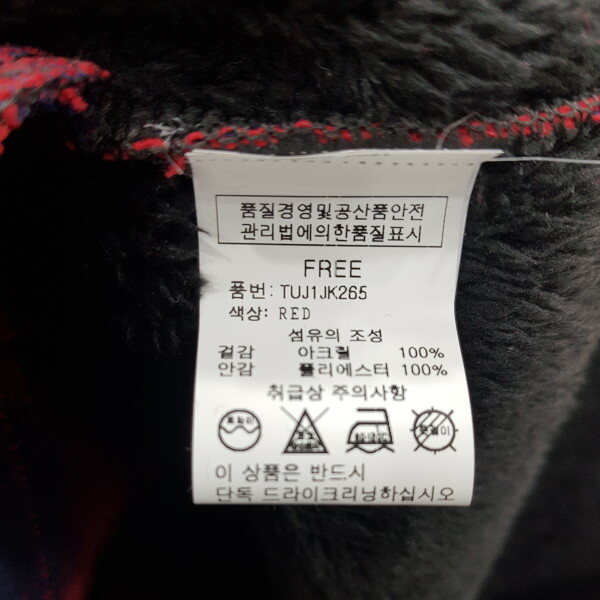 품질경영및공산품안전
관리법에의한품질표시
FREE
품번: TUJ1JK265
색상: RED
섬유의 조성
겉감 아크릴 100%
안감 폴리에스터 100%
취급상 주의사항
이 상품은 반드시
단독 드라이크리닝하십시오